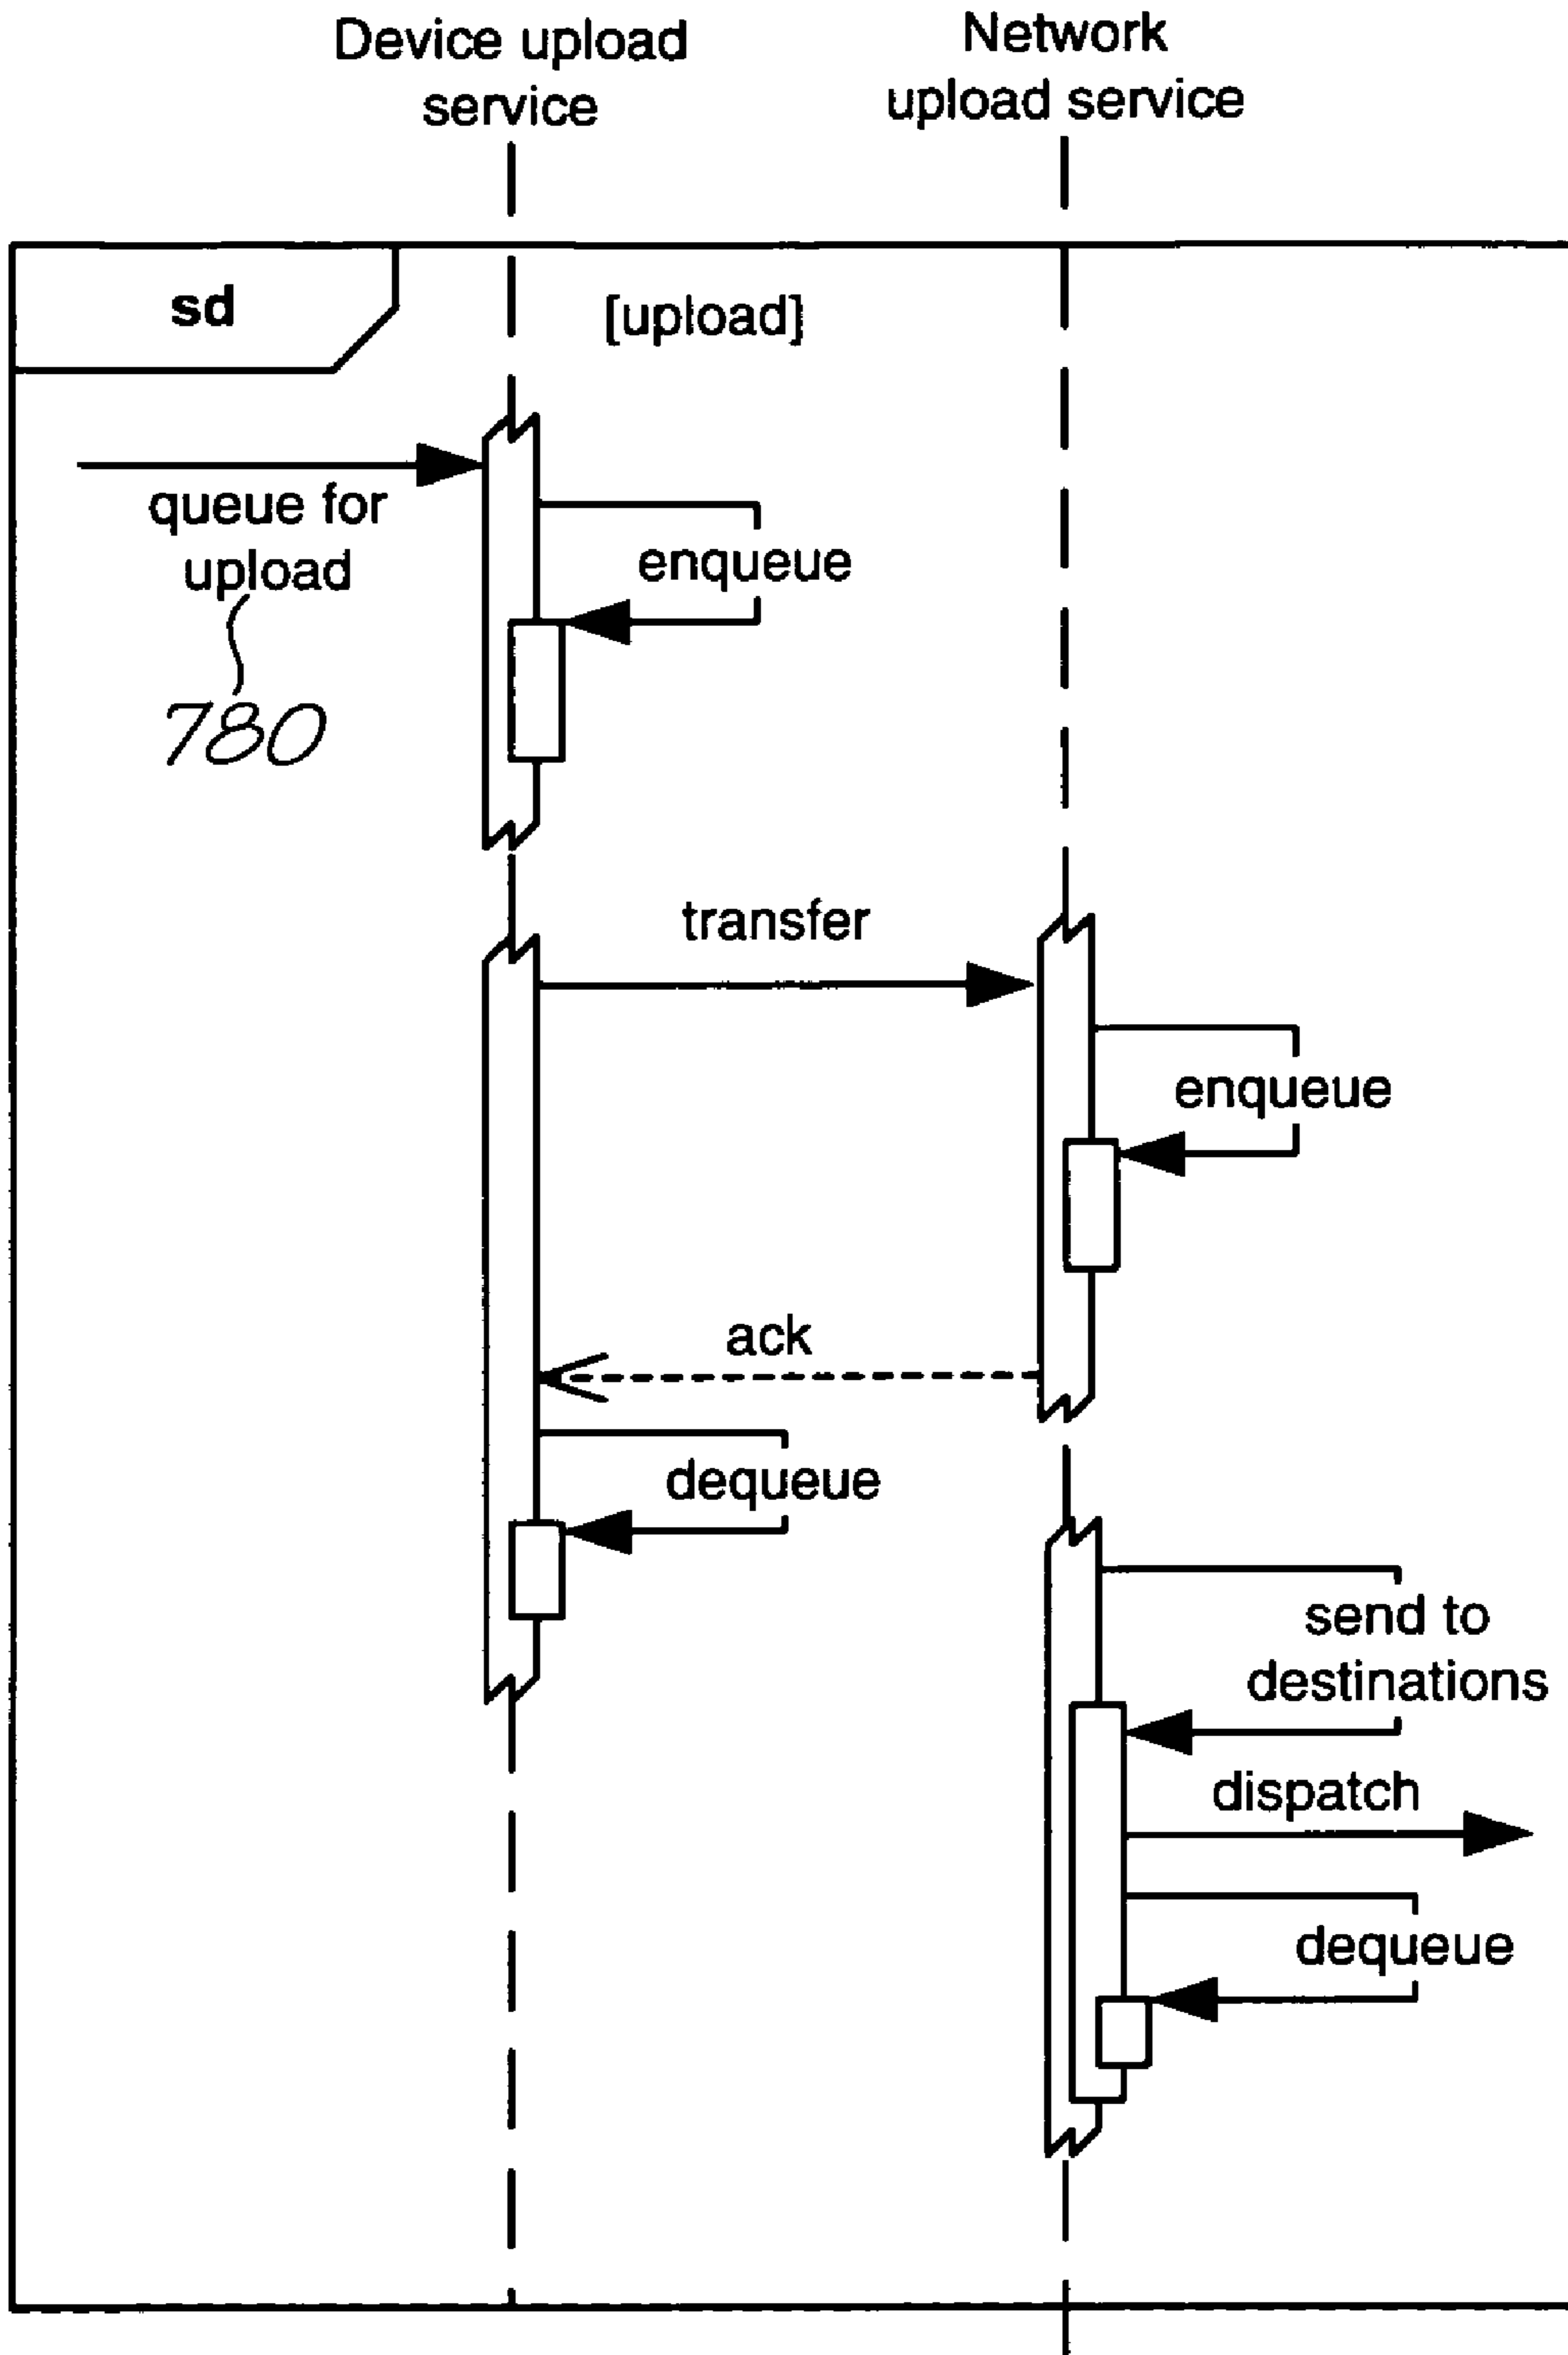 Device upload
service
Network
upload service
sd
[upload]
queue for
upload
780
enqueue
transfer
enqueue
ack
dequeue
send to
destinations
dispatch
dequeue